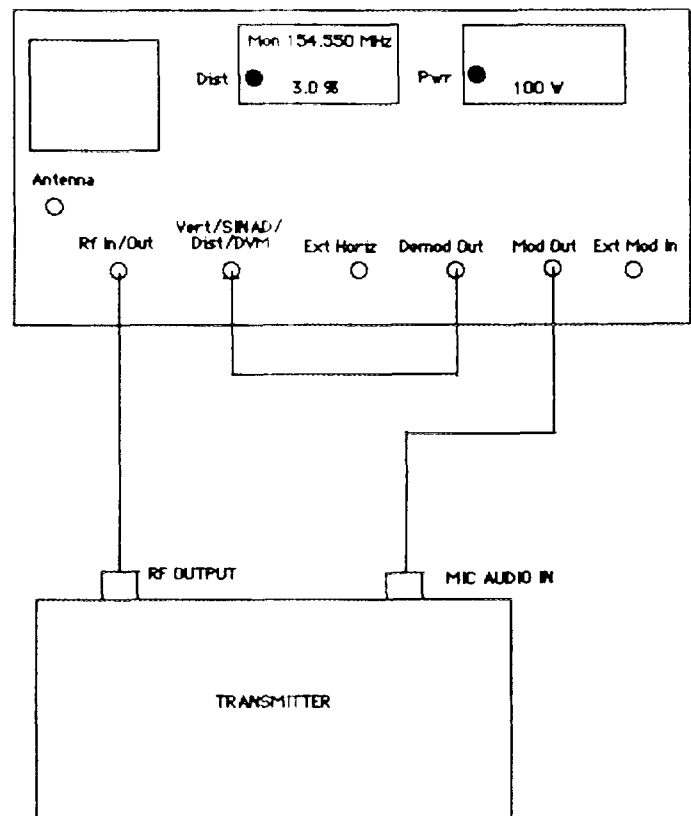 Mon 154.550 MHz
Dist
3.0 %
Pwr
100 W
Antenna
Rf In/Out
Vert/SINAD/
Dist/DVM
Ext Horiz
Demod Out
Mod Out
Ext Mod In
RF OUTPUT
MIC AUDIO IN
TRANSMITTER